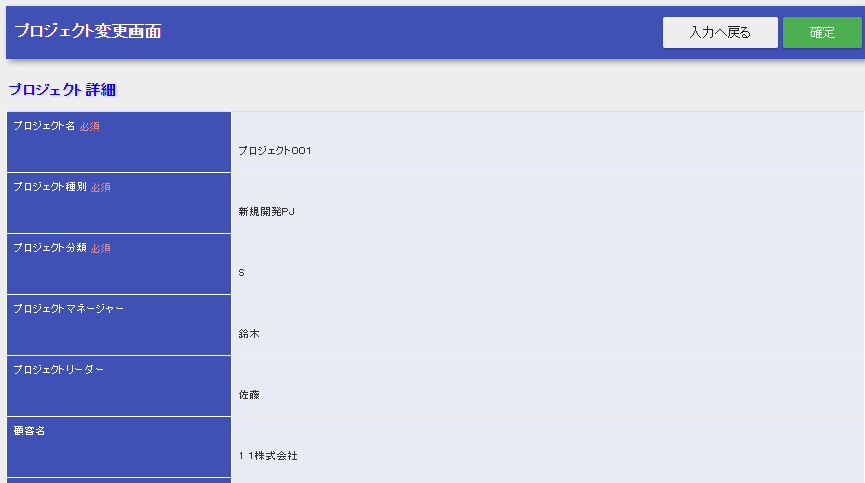 プロジェクト変更画面
入力へ戻る
確定
プロジェクト詳細
プロジェクト名 必須
プロジェクト001
プロジェクト種別 必須
新規開発PJ
プロジェクト分類 必須
S
プロジェクトマネージャー
鈴木
プロジェクトリーダー
佐藤
顧客名
11株式会社